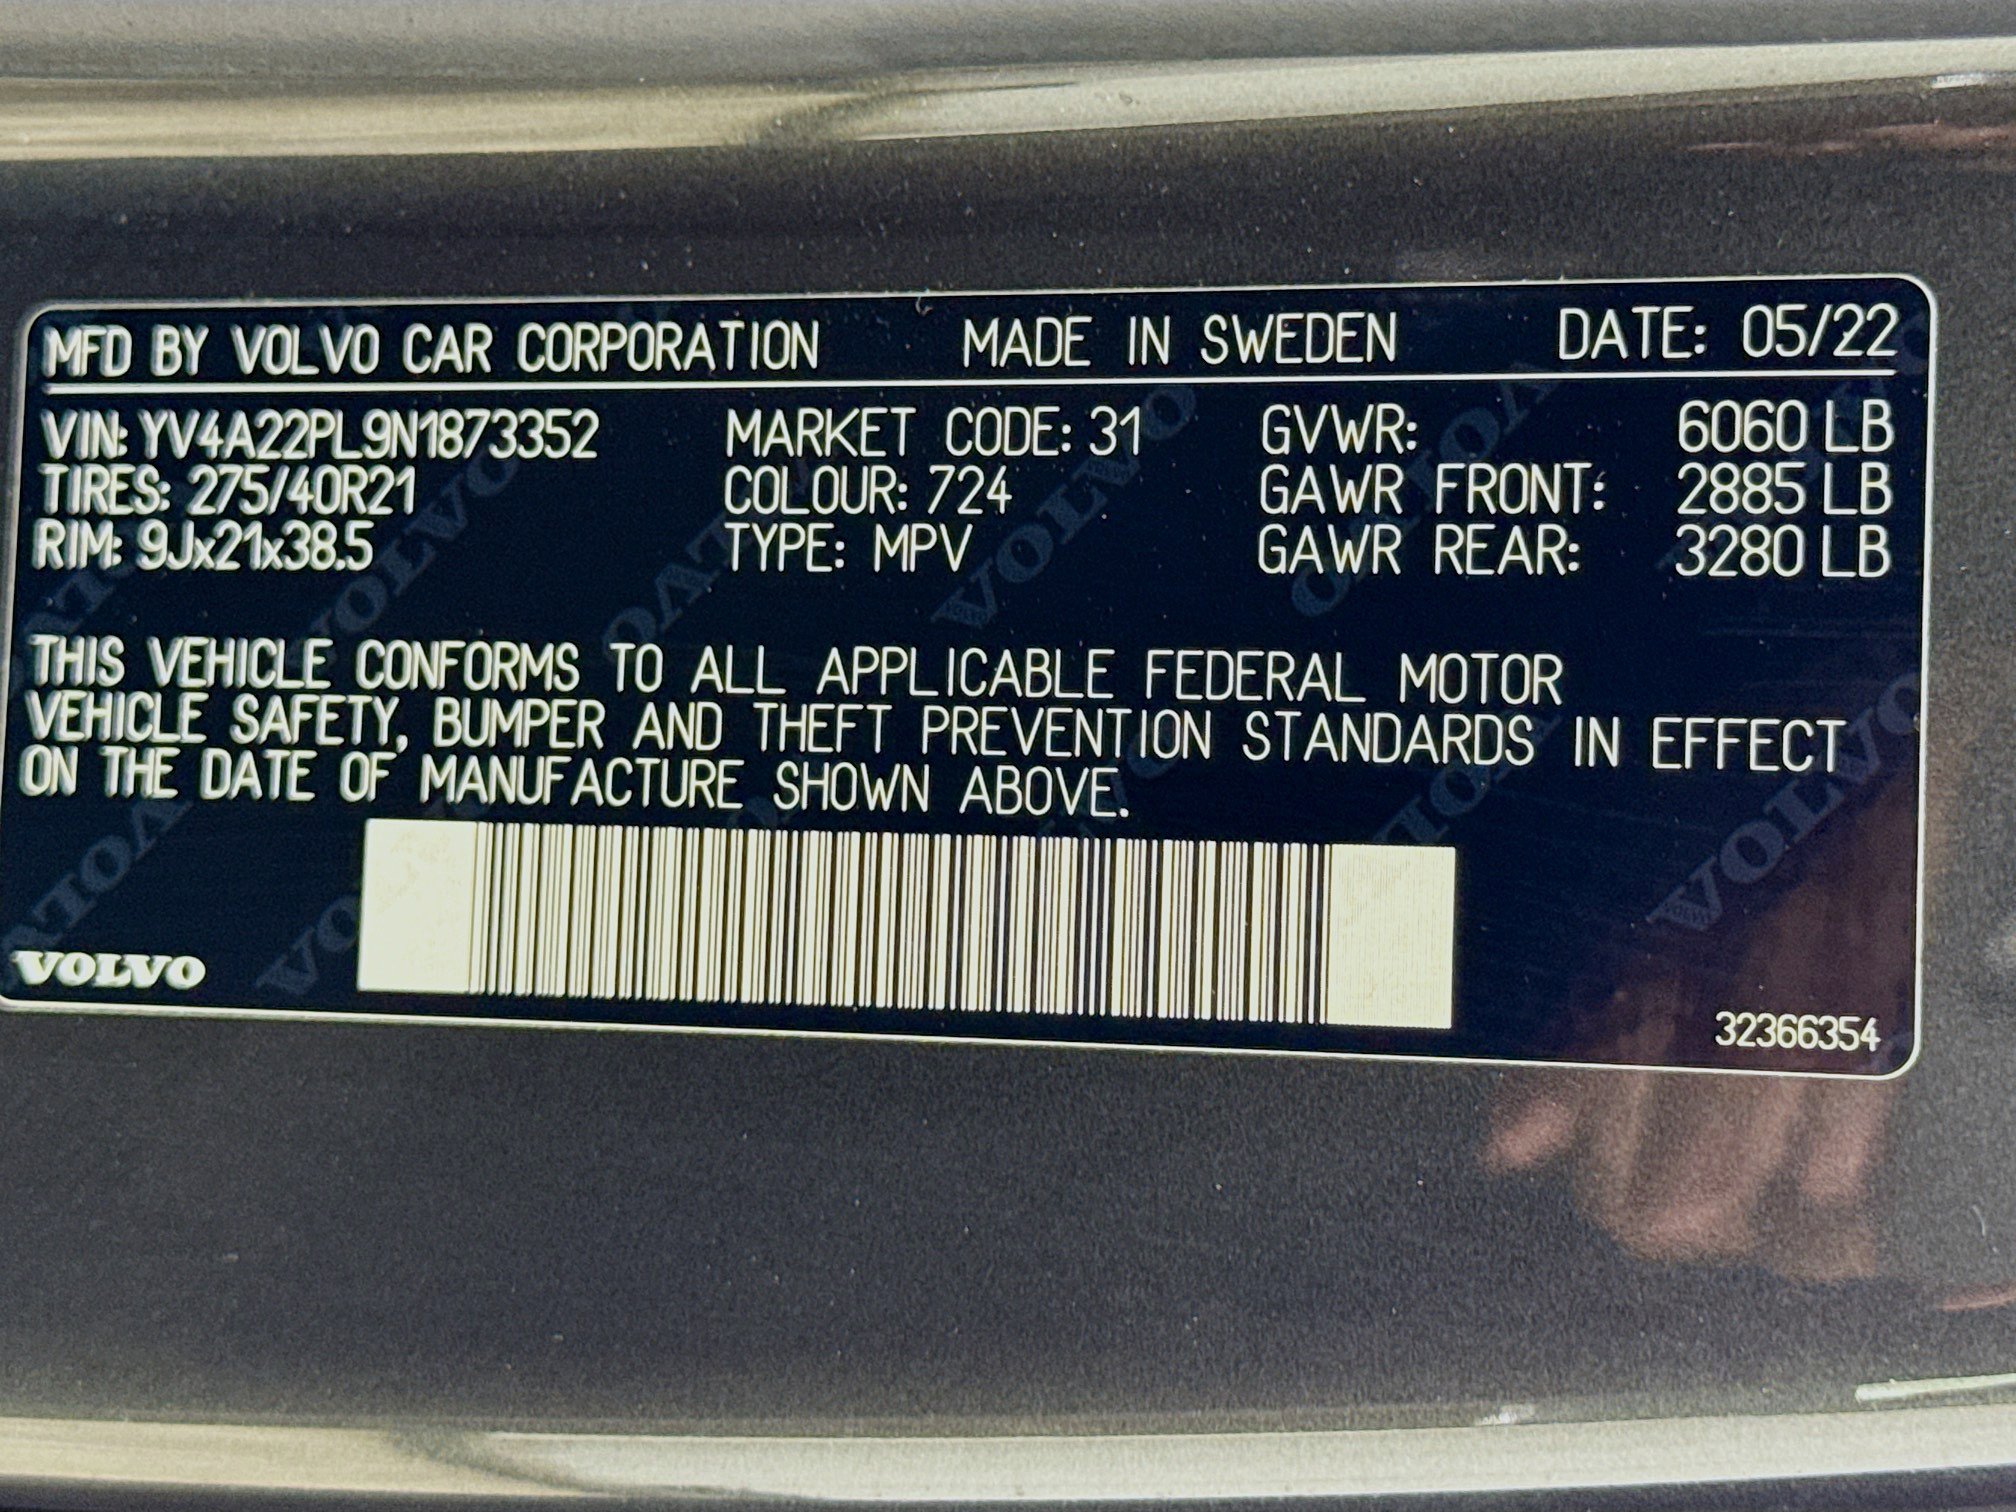 MFD BY VOLVO CAR CORPORATION MADE IN SWEDEN DATE: 05/22
VIN: YV4A22PL9N1873352 MARKET CODE: 31 GVWR: 6060 LB
TIRES: 275/40R21 COLOUR: 724 GAWR FRONT: 2885 LB
RIM: 9Jx21x38.5 TYPE: MPV GAWR REAR: 3280 LB
THIS VEHICLE CONFORMS TO ALL APPLICABLE FEDERAL MOTOR
VEHICLE SAFETY, BUMPER AND THEFT PREVENTION STANDARDS IN EFFECT
ON THE DATE OF MANUFACTURE SHOWN ABOVE.
VOLVO
32366354